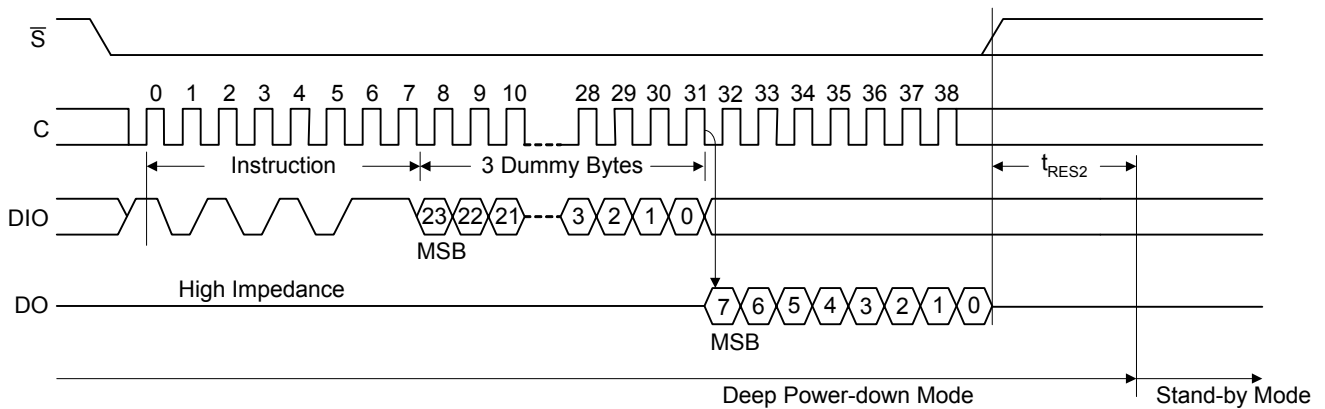 S
0 1 2 3 4 5 6 7 8 9 10 28 29 30 31 32 33 34 35 36 37 38
C
Instruction 3 Dummy Bytes tRES2
DIO 23 22 21 3 2 1 0
MSB
High Impedance
DO 7 6 5 4 3 2 1 0
MSB
Deep Power-down Mode Stand-by Mode